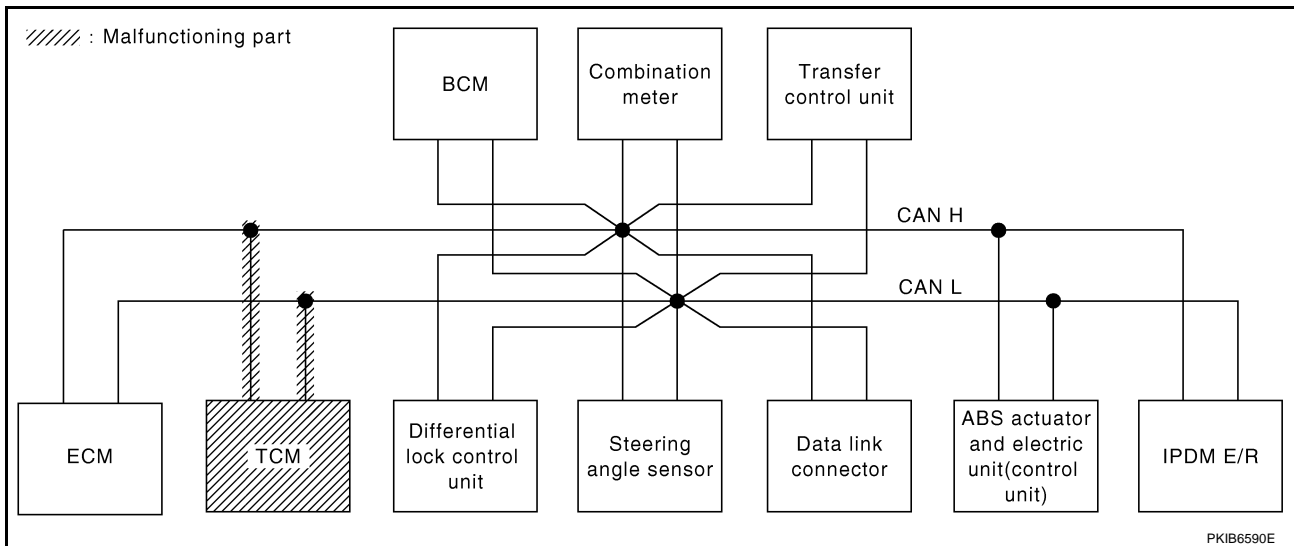 : Malfunctioning part
BCM
Combination
meter
Transfer
control unit
CAN H
CAN L
ECM
TCM
Differential
lock control
unit
Steering
angle sensor
Data link
connector
ABS actuator
and electric
unit(control
unit)
IPDM E/R
PKIB6590E